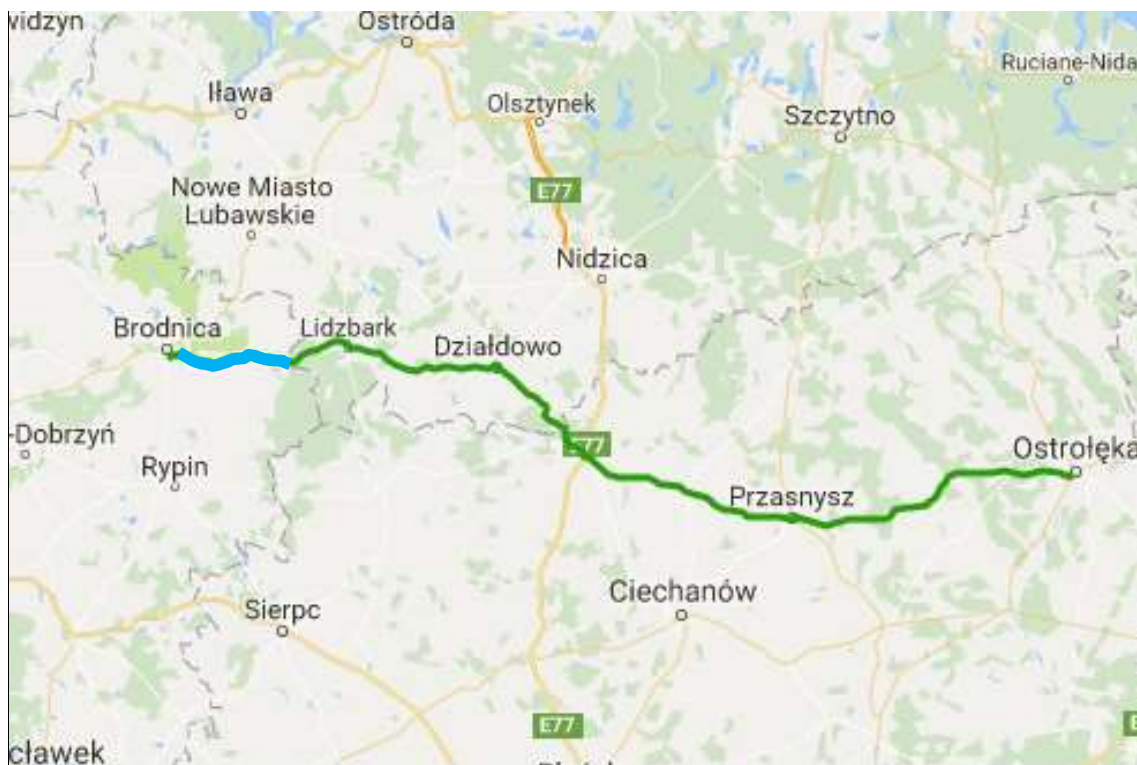 widzyn
Ostróda
Ruciane-Nida
Iława
Olsztynek
Szczytno
Nowe Miasto
Lubawskie
E77
Nidzica
Brodnica
Lidzbark
Działdowo
-Dobrzyń
E77
Ostrołęka
Rypin
Przasnysz
Ciechanów
Sierpc
E77
cławek